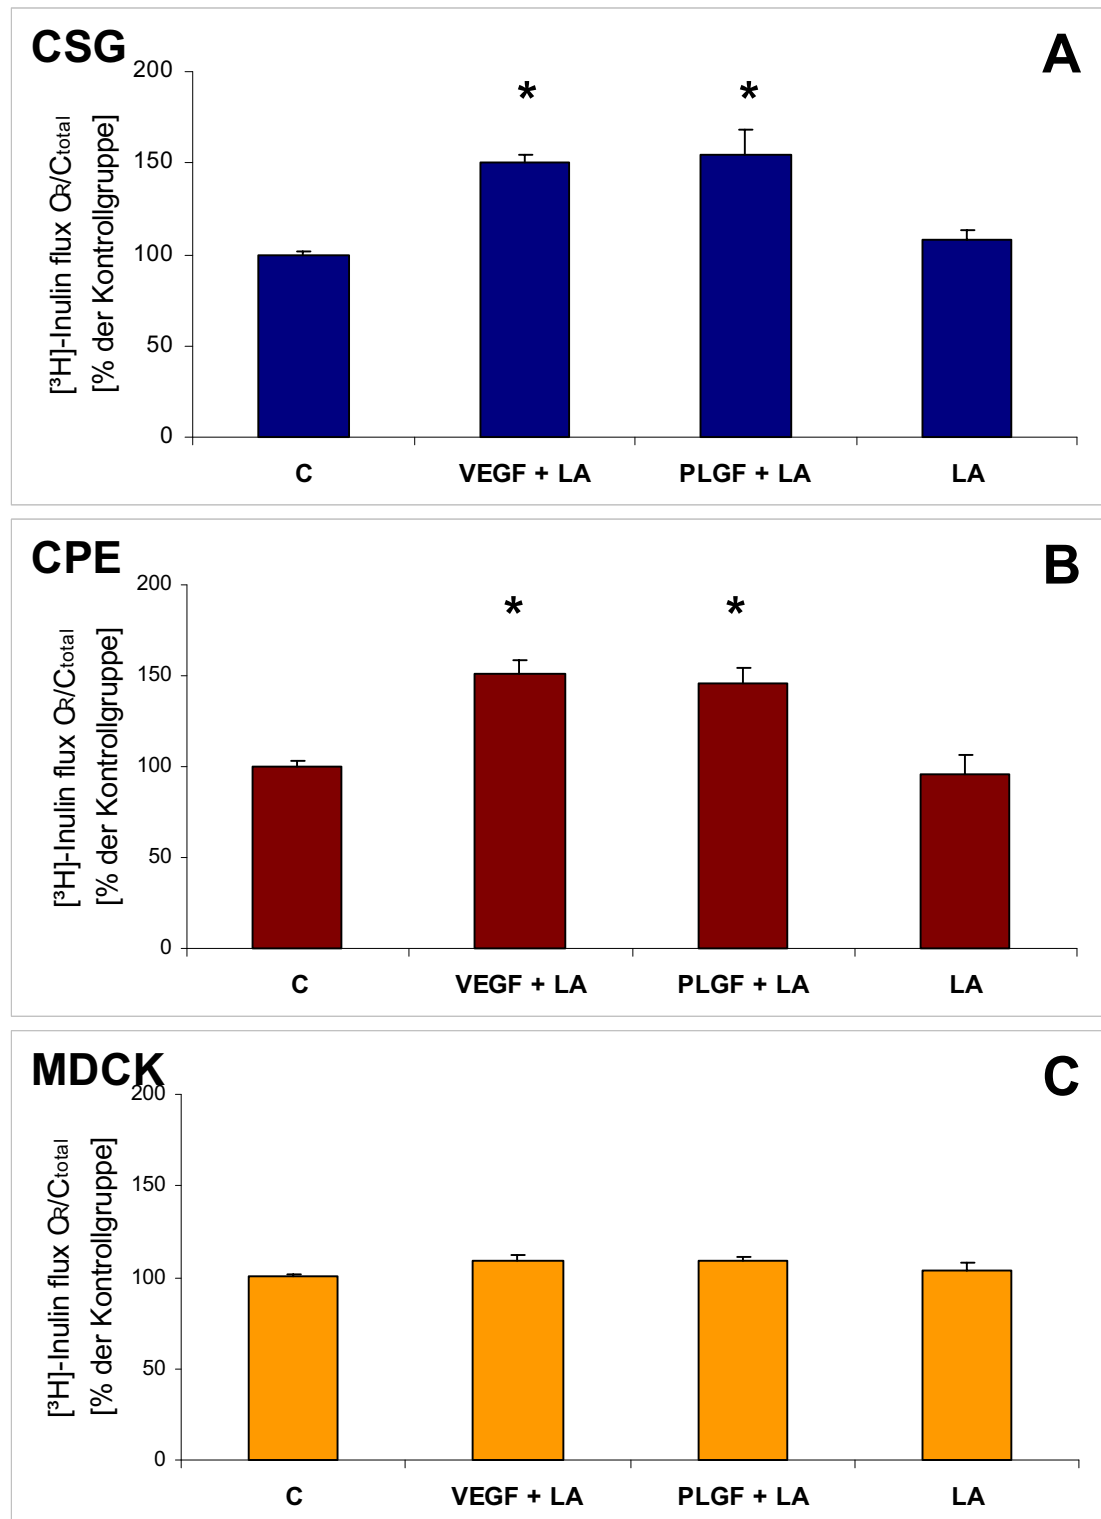 CSG
A
200
150
100
50
0
[³H]-Inulin flux CR/Ctotal
[% der Kontrollgruppe]
*
*
C
VEGF + LA
PLGF + LA
LA
CPE
B
200
150
100
50
0
[³H]-Inulin flux CR/Ctotal
[% der Kontrollgruppe]
*
*
C
VEGF + LA
PLGF + LA
LA
MDCK
C
200
150
100
50
0
[³H]-Inulin flux CR/Ctotal
[% der Kontrollgruppe]
C
VEGF + LA
PLGF + LA
LA